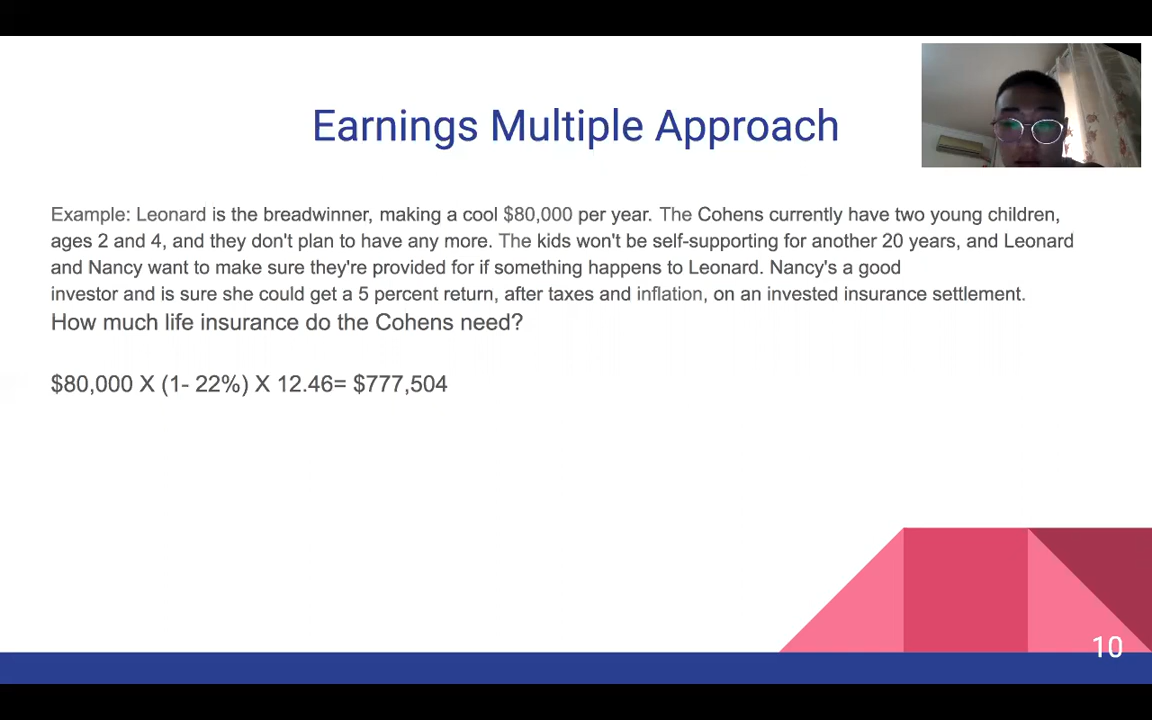 Earnings Multiple Approach
Example: Leonard is the breadwinner, making a cool $80,000 per year. The Cohens currently have two young children,
ages 2 and 4, and they don't plan to have any more. The kids won't be self-supporting for another 20 years, and Leonard
and Nancy want to make sure they're provided for if something happens to Leonard. Nancy's a good
investor and is sure she could get a 5 percent return, after taxes and inflation, on an invested insurance settlement.
How much life insurance do the Cohens need?
$80,000 X (1- 22%) X 12.46= $777,504
10